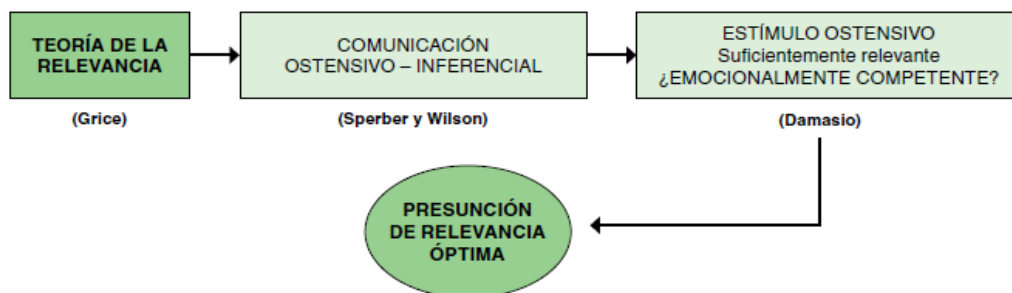 TEORÍA DE LA
RELEVANCIA
(Grice)
COMUNICACIÓN
OSTENSIVO – INFERENCIAL
(Sperber y Wilson)
ESTÍMULO OSTENSIVO
Suficientemente relevante
¿EMOCIONALMENTE COMPETENTE?
(Damasio)
PRESUNCIÓN
DE RELEVANCIA
ÓPTIMA